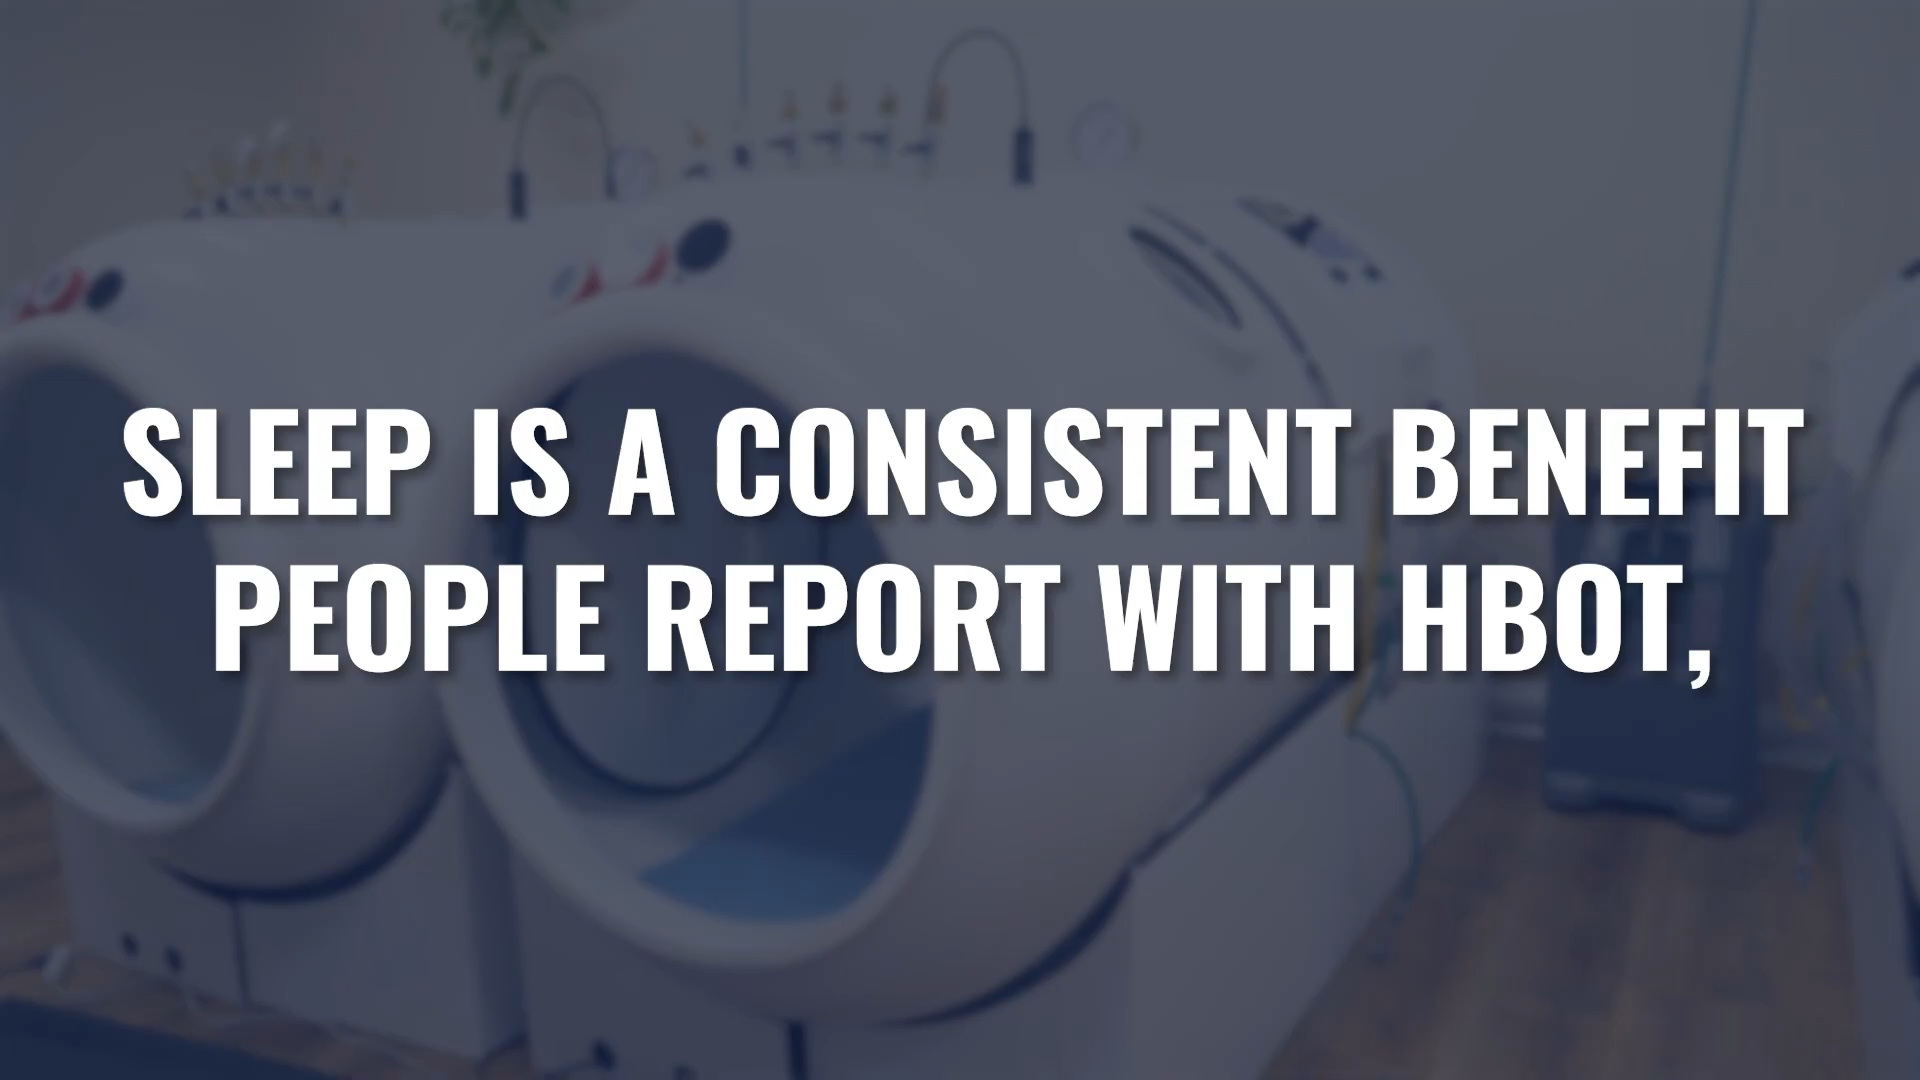 SLEEP IS A CONSISTENT BENEFIT
PEOPLE REPORT WITH HBOT,